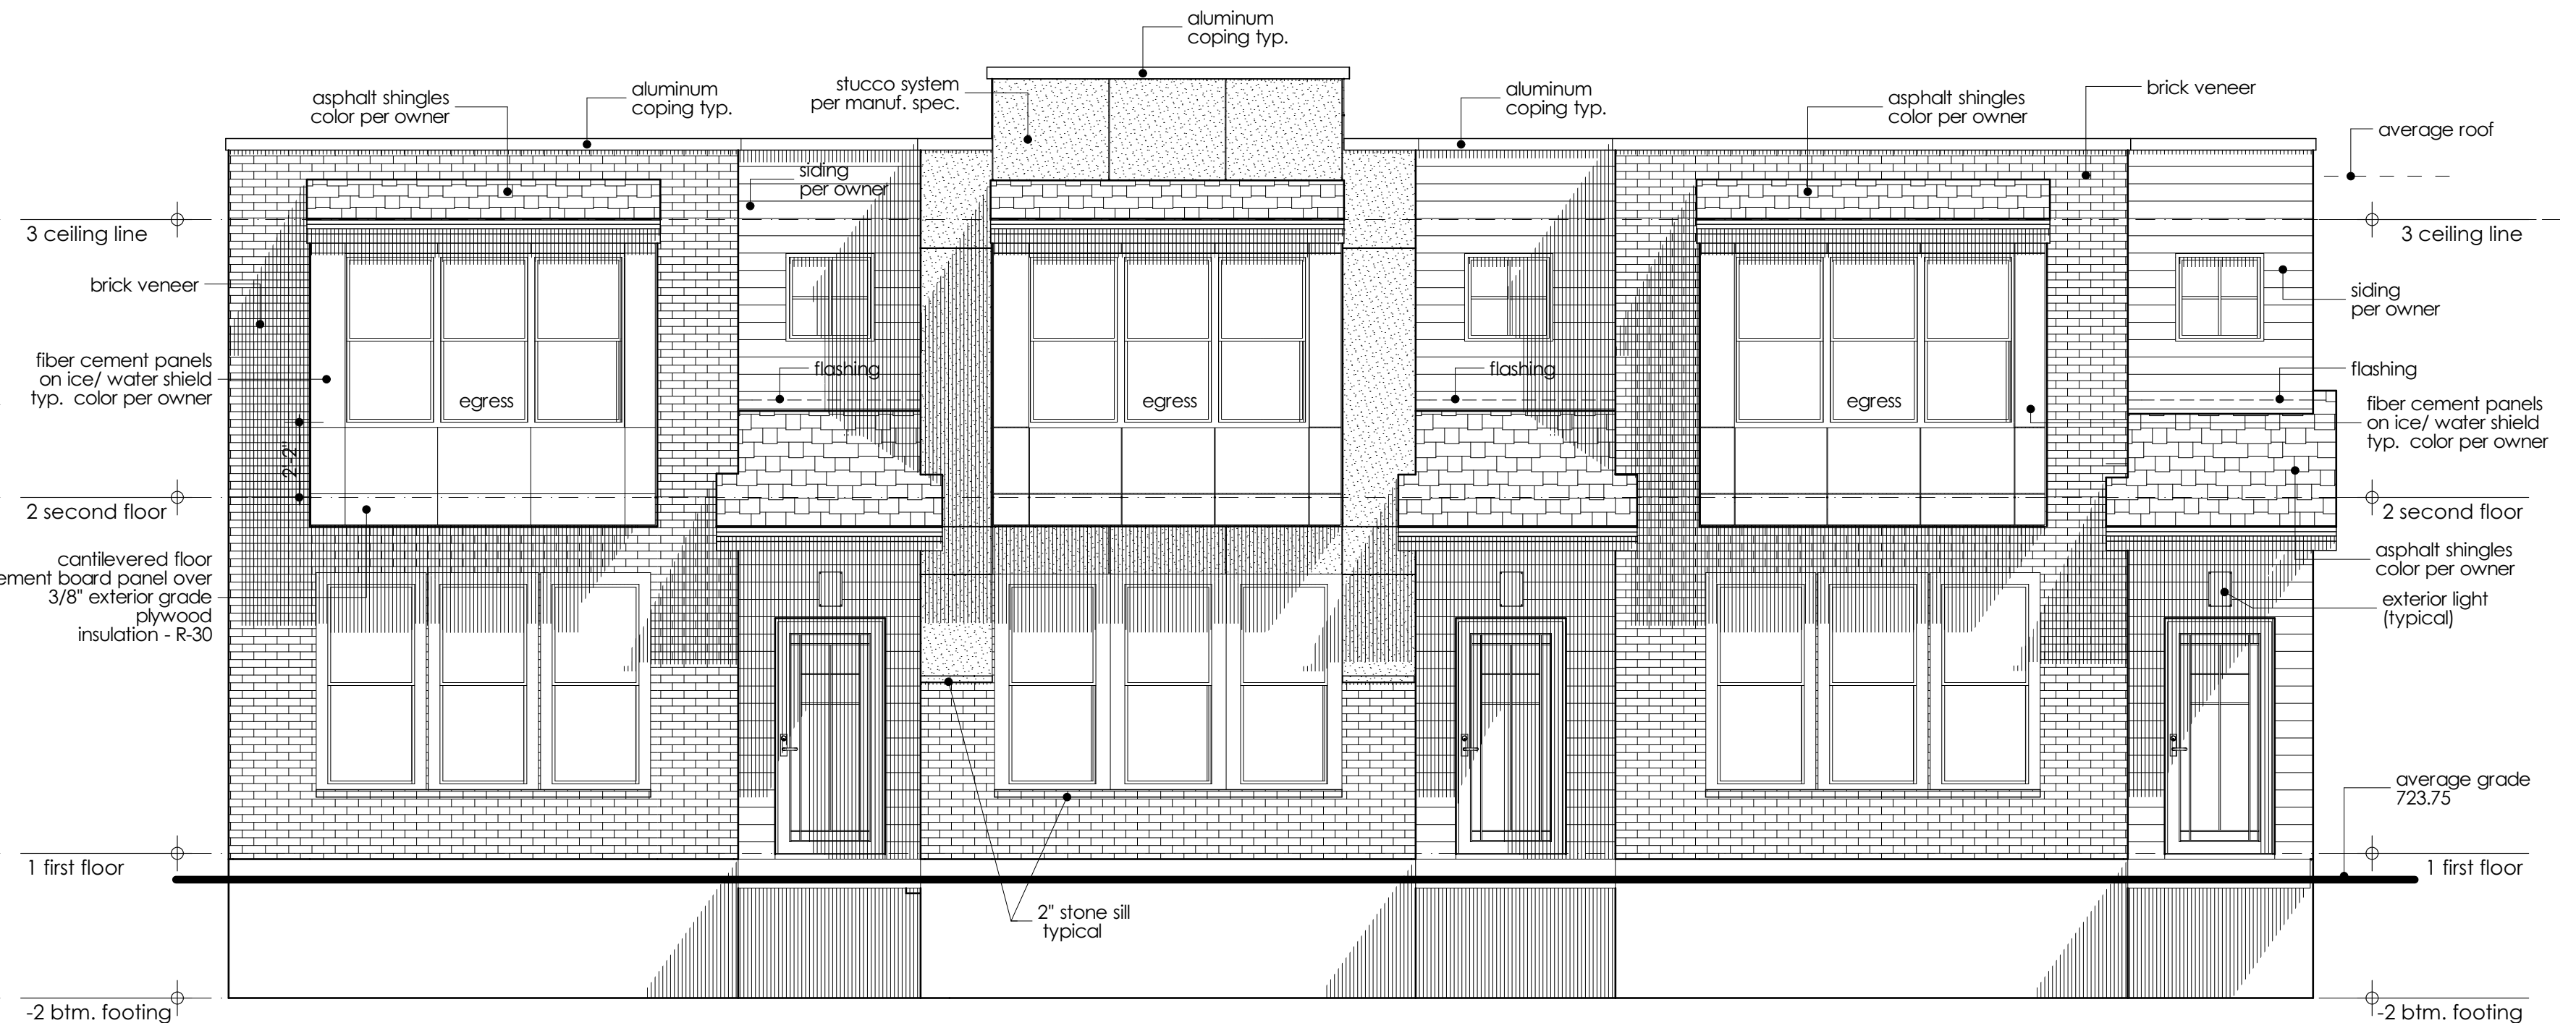 aluminum
coping typ.
asphalt shingles
color per owner
aluminum
coping typ.
stucco system
per manuf. spec.
aluminum
coping typ.
asphalt shingles
color per owner
brick veneer
average roof
siding
per owner
3 ceiling line
3 ceiling line
brick veneer
siding
per owner
fiber cement panels
on ice/ water shield
typ. color per owner
egress
flashing
egress
flashing
egress
flashing
fiber cement panels
on ice/ water shield
typ. color per owner
2'-2"
2 second floor
2 second floor
cantilevered floor
ement board panel over
3/8" exterior grade
plywood
insulation - R-30
asphalt shingles
color per owner
exterior light
(typical)
average grade
723.75
1 first floor
1 first floor
2" stone sill
typical
-2 btm. footing
-2 btm. footing